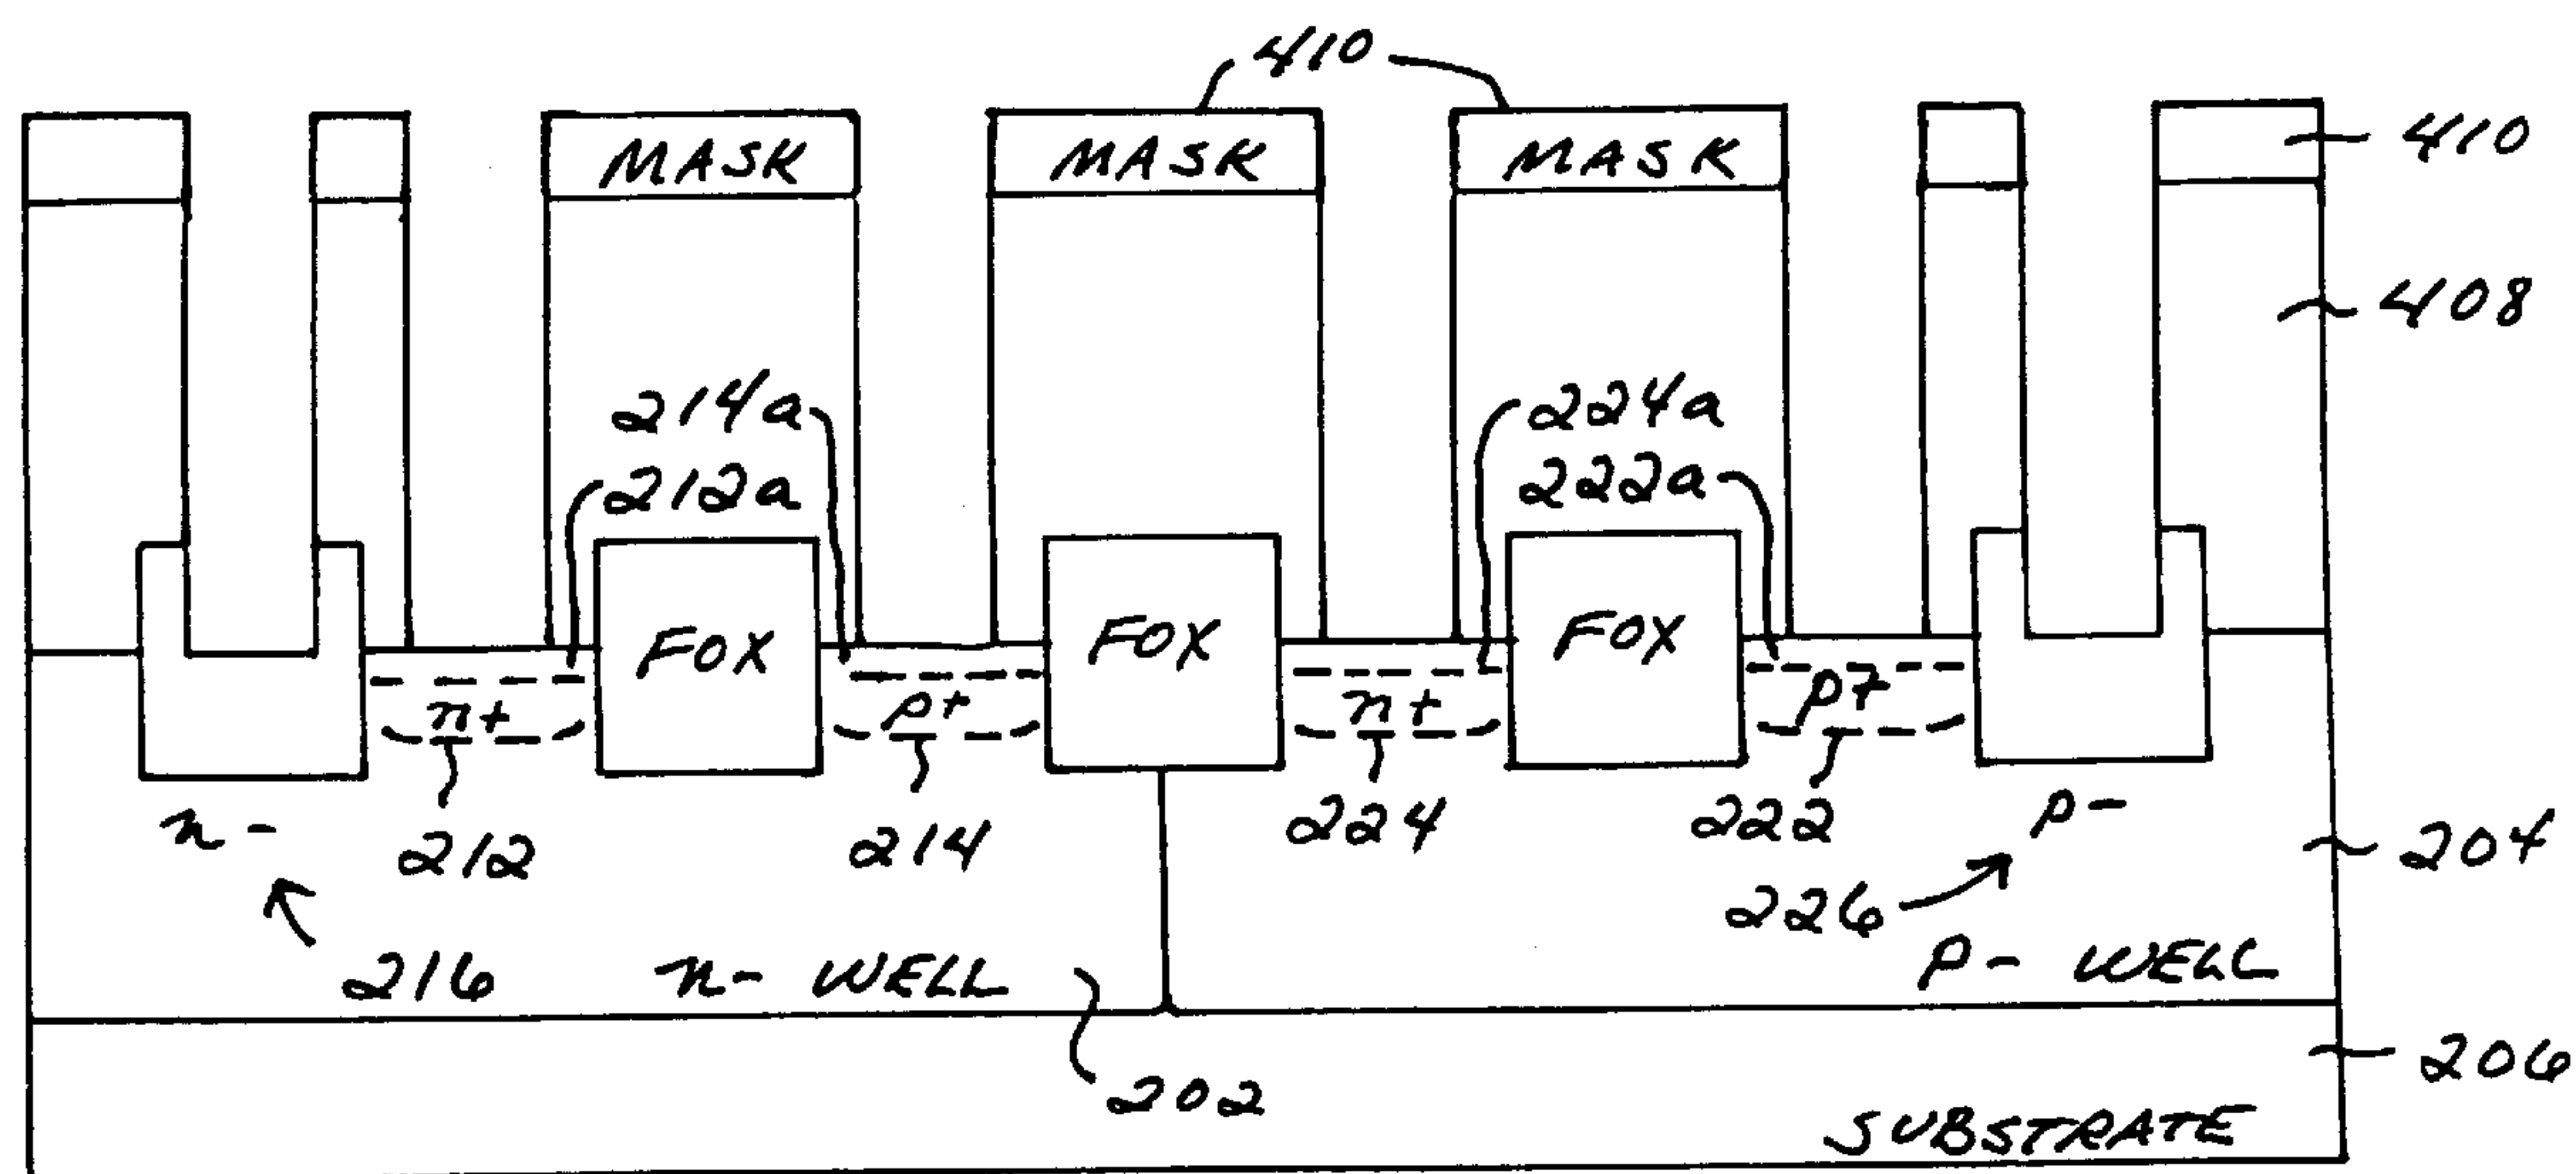 410
MASK MASK MASK 410
408
214a 224a
212a 222a
FOX FOX FOX
n+ p+ n+ p+
n- 212 214 224 222 p- 204
216 226
n- WELL p- WELL
202 206
SUBSTRATE